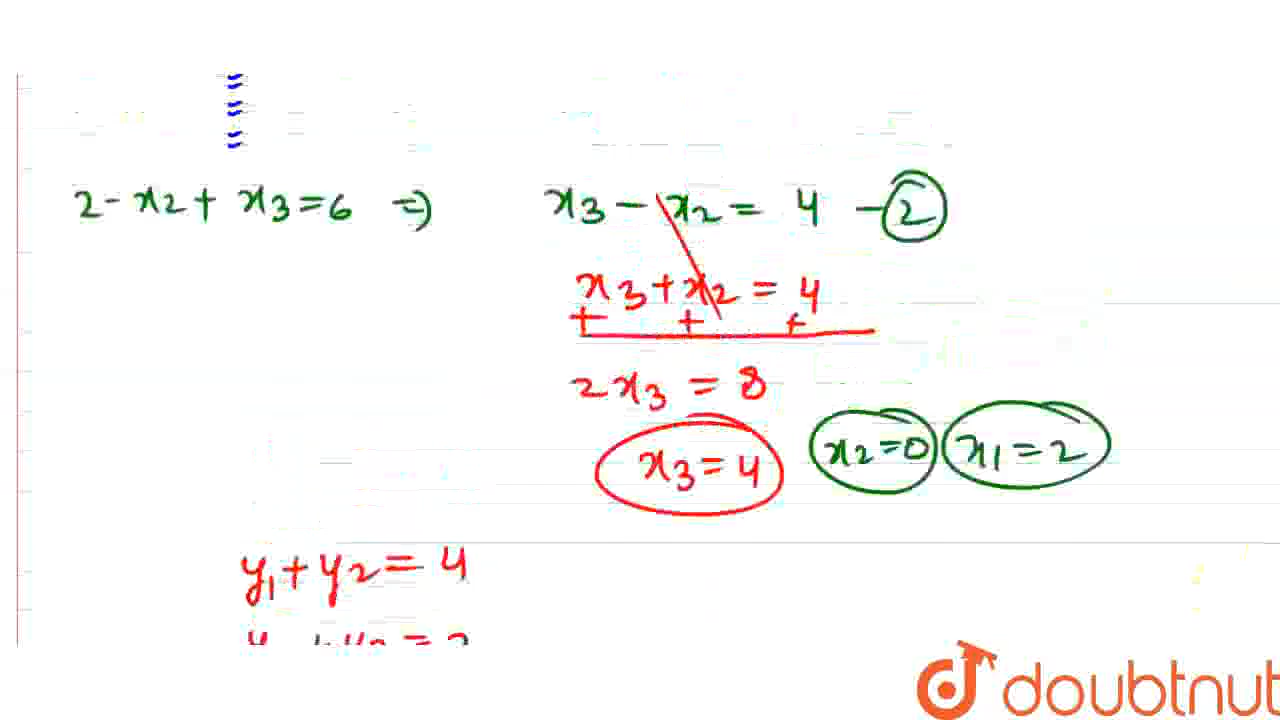 2 - x2 + x3 = 6 ⇒ x3 - x2 = 4 - 2
x3 + x2 = 4
+ + +
2x3 = 8
x3 = 4 x2 = 0 x1 = 2
y1 + y2 = 4
doubtnut